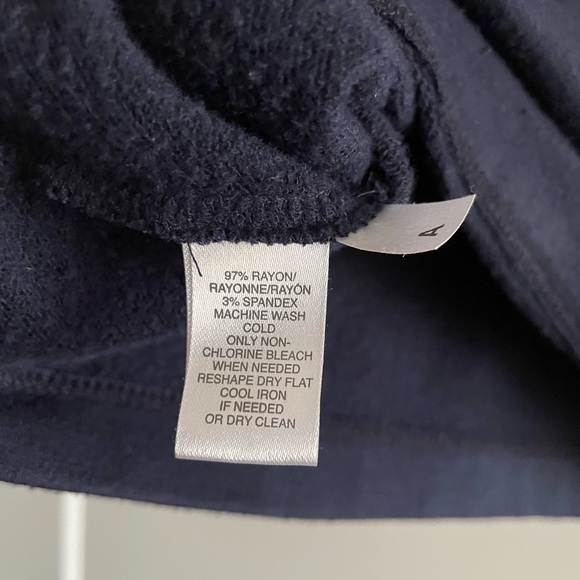 97% RAYON/
RAYONNE/RAYÓN
3% SPANDEX
MACHINE WASH
COLD
ONLY NON-
CHLORINE BLEACH
WHEN NEEDED
RESHAPE DRY FLAT
COOL IRON
IF NEEDED
OR DRY CLEAN
A